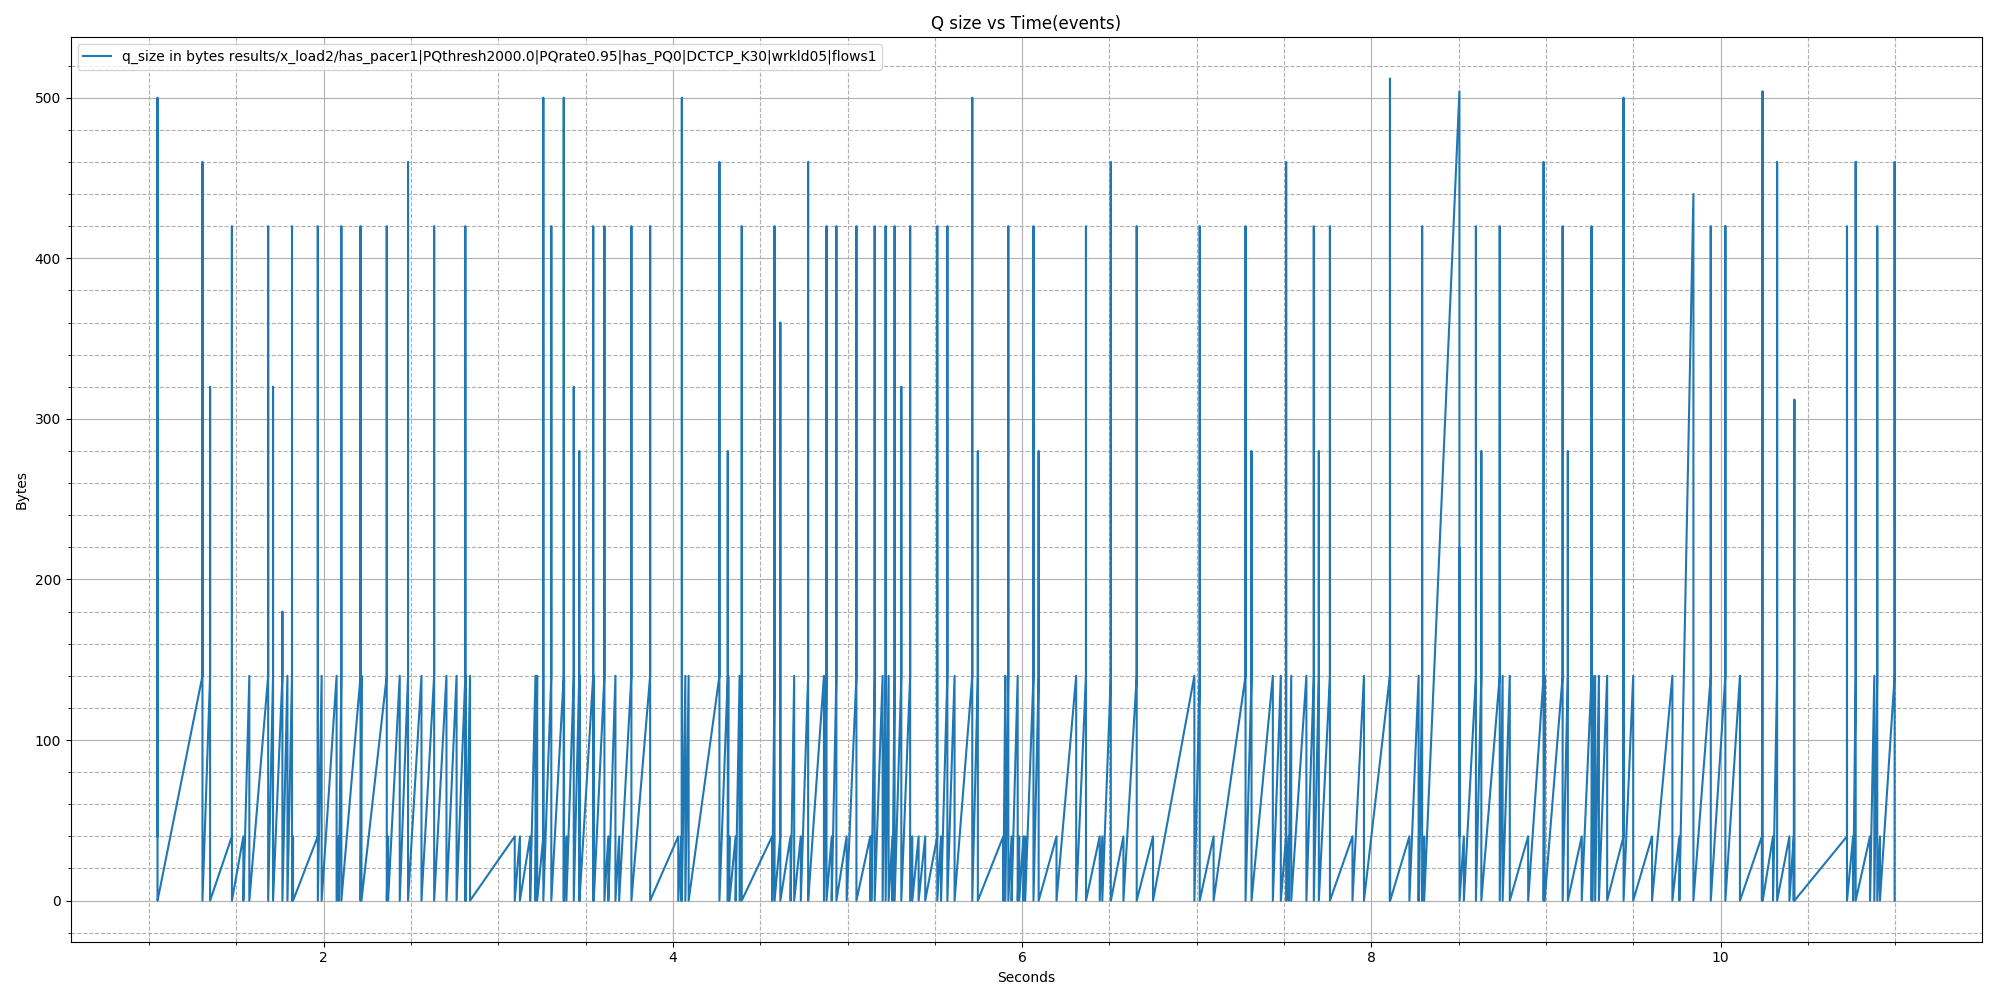 Q size vs Time(events)
q_size in bytes results/x_load2/has_pacer1|PQthresh2000.0|PQrate0.95|has_PQ0|DCTCP_K30|wrkld05|flows1
500
400
300
200
100
0
Bytes
2
4
6
8
10
Seconds